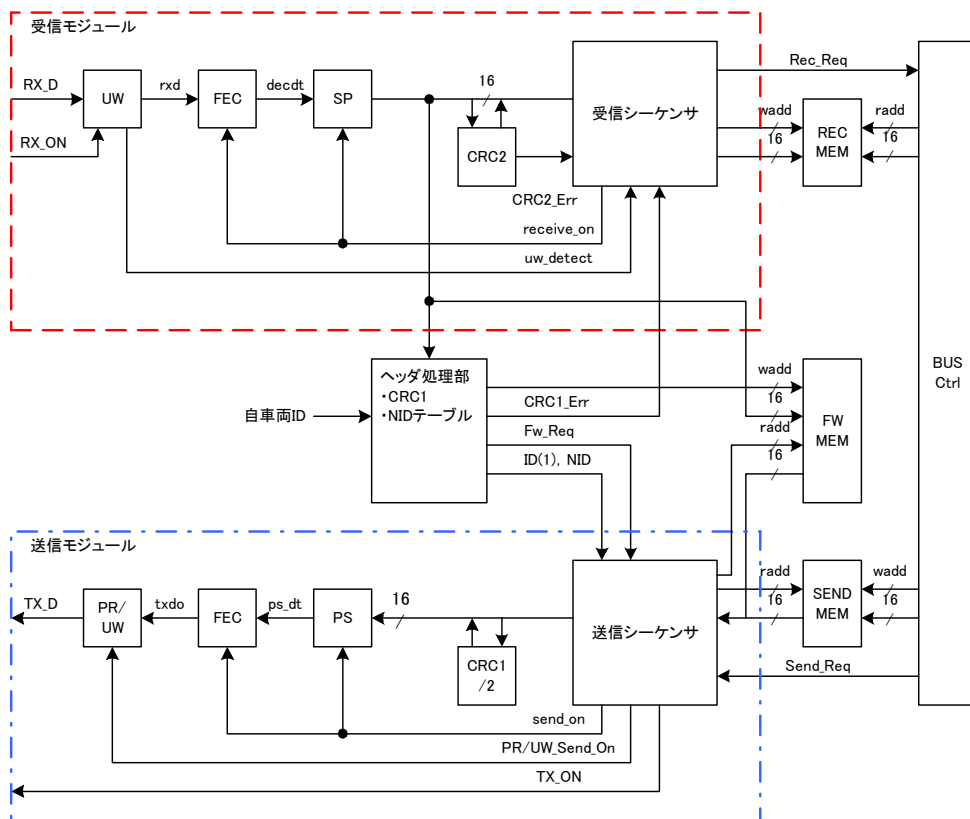 受信モジュール
RX_D
UW
rxd
FEC
decdt
SP
16
受信シーケンサ
Rec_Req
RX_ON
CRC2
CRC2_Err
wadd
16
REC
MEM
radd
16
receive_on
uw_detect
BUS
Ctrl
ヘッダ処理部
・CRC1
・NIDテーブル
自車両ID
CRC1_Err
Fw_Req
ID(1), NID
wadd
16
radd
16
FW
MEM
送信モジュール
TX_D
PR/
UW
txdo
FEC
ps_dt
PS
16
CRC1
/2
送信シーケンサ
radd
16
SEND
MEM
wadd
16
Send_Req
send_on
PR/UW_Send_On
TX_ON